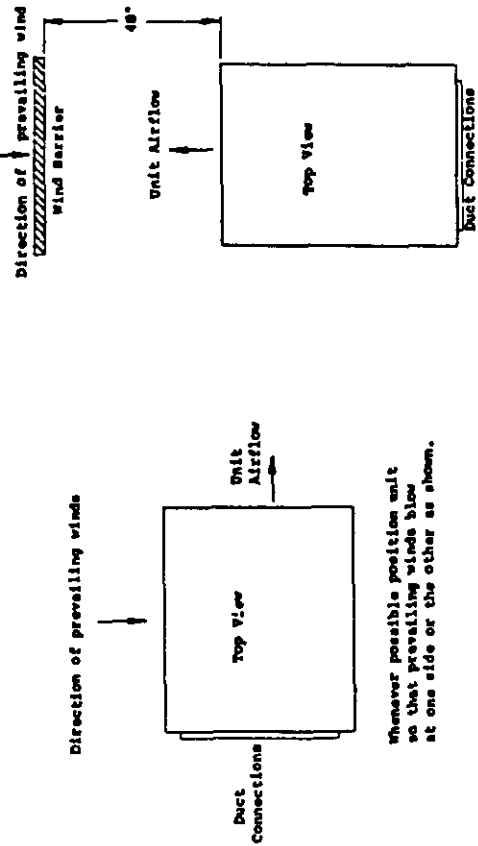 Direction of prevailing winds
Unit
Airflow
Top View
Duct
Connections
Whenever possible position unit
so that prevailing winds blow
at one side or the other as shown.
Direction of prevailing wind
Wind Barrier
40"
Unit Airflow
Top View
Duct Connections